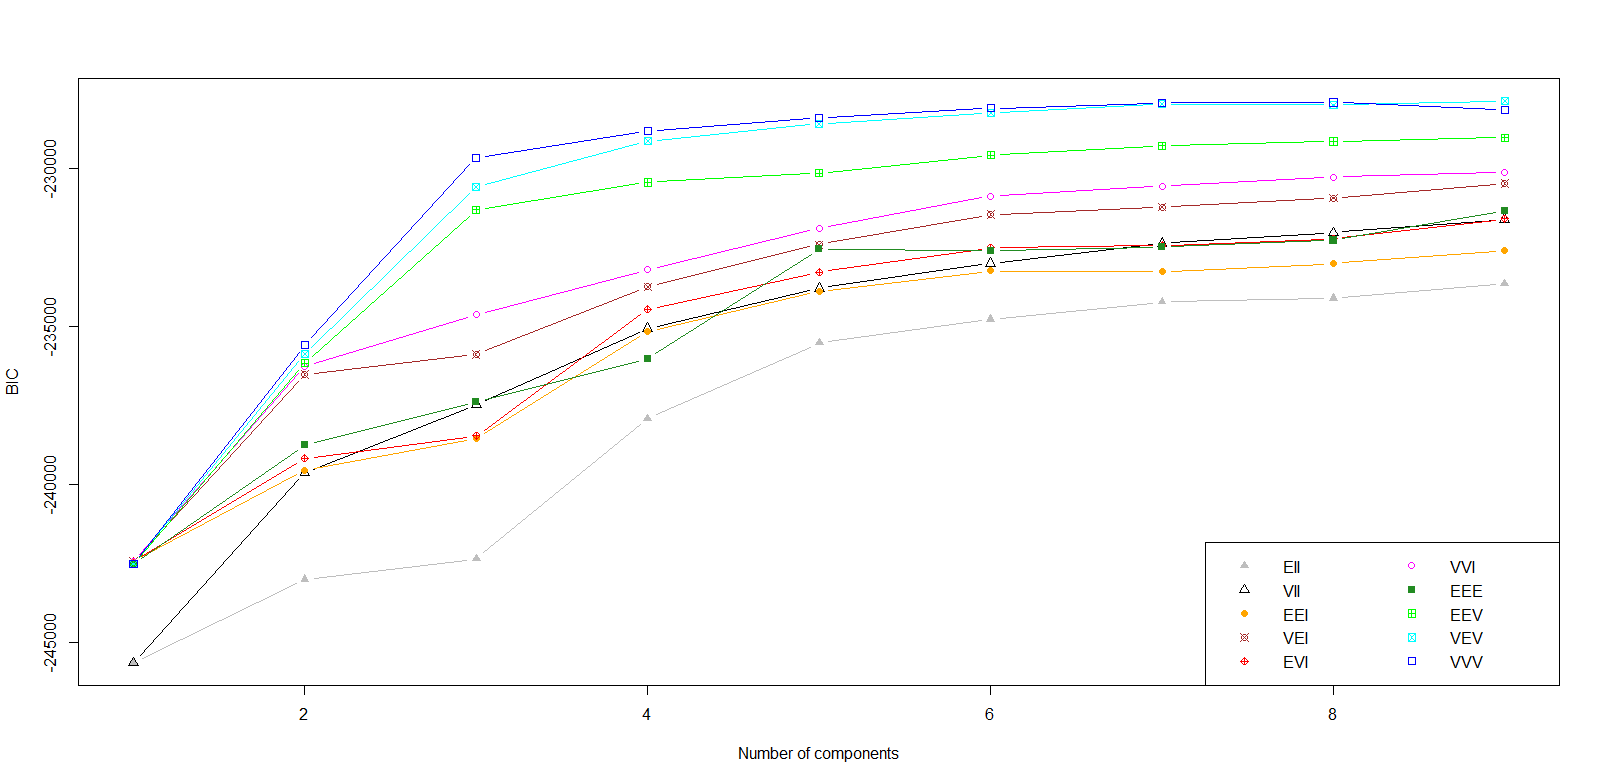 BIC
-230000
-235000
-240000
-245000
2 4 6 8
Number of components
EII VVI
VII EEE
EEI EEV
VEI VEV
EVI VVV